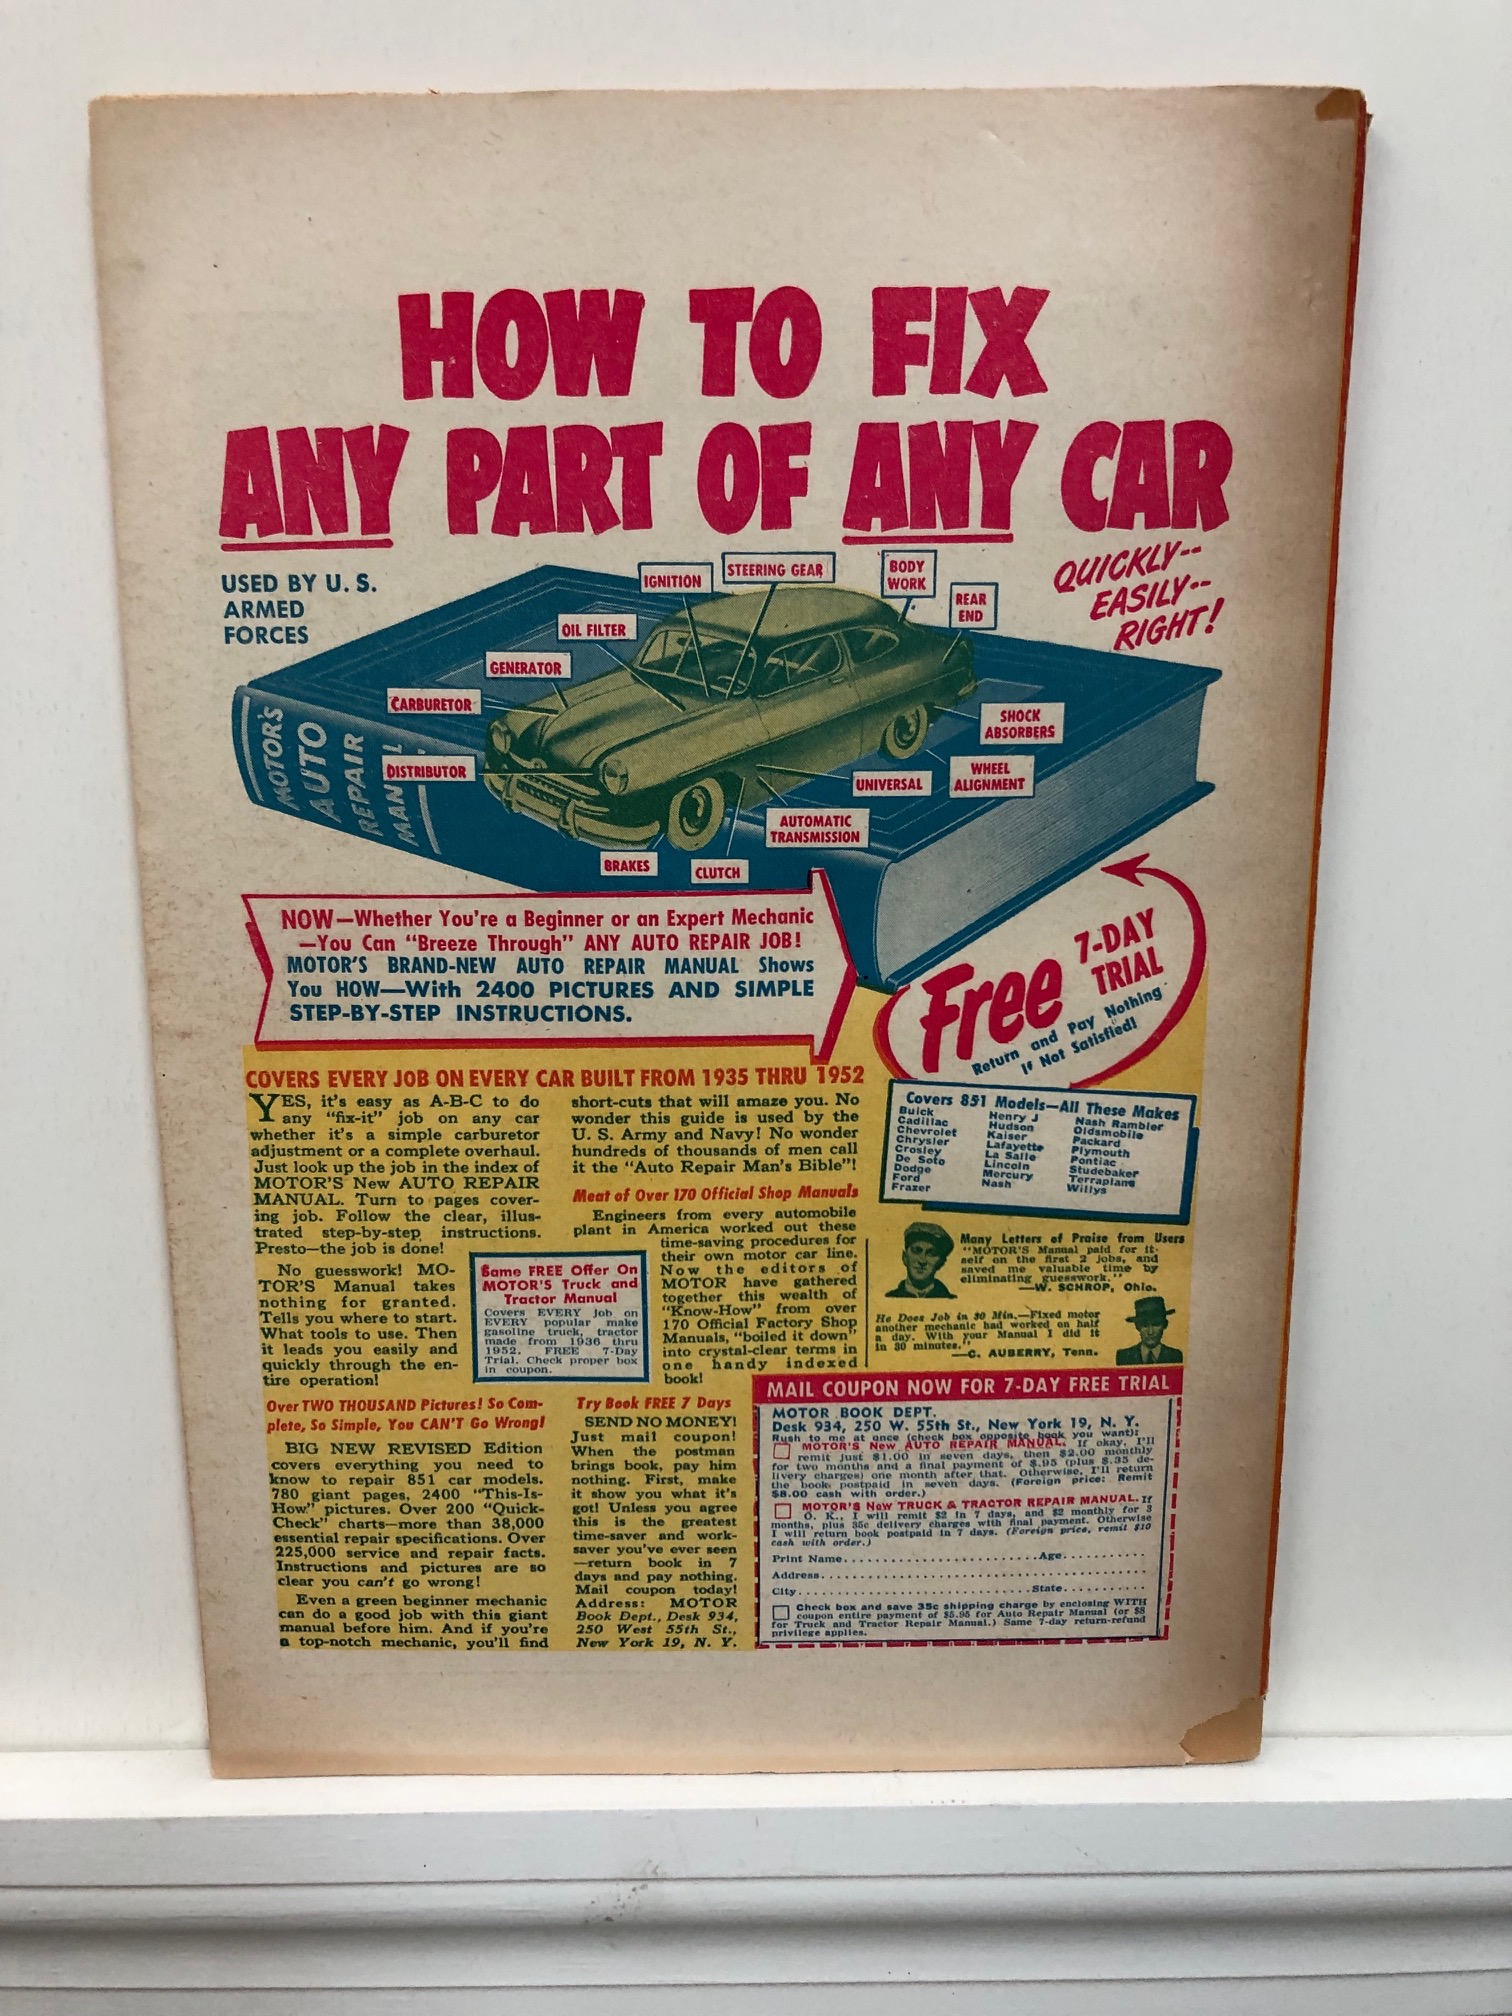 HOW TO FIX
ANY PART OF ANY CAR
QUICKLY--
EASILY--
RIGHT!
USED BY U. S.
ARMED
FORCES
IGNITION
STEERING GEAR
BODY
WORK
REAR
END
OIL FILTER
GENERATOR
CARBURETOR
DISTRIBUTOR
SHOCK
ABSORBERS
WHEEL
ALIGNMENT
UNIVERSAL
AUTOMATIC
TRANSMISSION
BRAKES
CLUTCH
MOTOR'S
AUTO
REPAIR
MANUAL
NOW—Whether You're a Beginner or an Expert Mechanic
—You Can "Breeze Through" ANY AUTO REPAIR JOB!
MOTOR'S BRAND-NEW AUTO REPAIR MANUAL Shows
You HOW—With 2400 PICTURES AND SIMPLE
STEP-BY-STEP INSTRUCTIONS.
Free 7-DAY
TRIAL
Return and Pay Nothing
If Not Satisfied!
COVERS EVERY JOB ON EVERY CAR BUILT FROM 1935 THRU 1952
YES, it's easy as A-B-C to do
any "fix-it" job on any car
whether it's a simple carburetor
adjustment or a complete overhaul.
Just look up the job in the index of
MOTOR'S New AUTO REPAIR
MANUAL. Turn to pages cover-
ing job. Follow the clear, illus-
trated step-by-step instructions.
Presto—the job is done!
No guesswork! MO-
TOR'S Manual takes
nothing for granted.
Tells you where to start.
What tools to use. Then
it leads you easily and
quickly through the en-
tire operation!
Over TWO THOUSAND Pictures! So Com-
plete, So Simple, You CAN'T Go Wrong!
BIG NEW REVISED Edition
covers everything you need to
know to repair 851 car models.
780 giant pages, 2400 "This-Is-
How" pictures. Over 200 "Quick-
Check" charts—more than 38,000
essential repair specifications. Over
225,000 service and repair facts.
Instructions and pictures are so
clear you can't go wrong!
Even a green beginner mechanic
can do a good job with this giant
manual before him. And if you're
a top-notch mechanic, you'll find
short-cuts that will amaze you. No
wonder this guide is used by the
U. S. Army and Navy! No wonder
hundreds of thousands of men call
it the "Auto Repair Man's Bible"!
Meat of Over 170 Official Shop Manuals
Engineers from every automobile
plant in America worked out these
time-saving procedures for
their own motor car line.
Now the editors of
MOTOR have gathered
together this wealth of
"Know-How" from over
170 Official Factory Shop
Manuals, "boiled it down"
into crystal-clear terms in
one handy indexed
book!
Same FREE Offer On
MOTOR'S Truck and
Tractor Manual
Covers EVERY job on
EVERY popular make
gasoline truck, tractor
made from 1936 thru
1952. FREE 7-Day
Trial. Check proper box
in coupon.
Try Book FREE 7 Days
SEND NO MONEY!
Just mail coupon!
When the postman
brings book, pay him
nothing. First, make
it show you what it's
got! Unless you agree
this is the greatest
time-saver and work-
saver you've ever seen
—return book in 7
days and pay nothing.
Mail coupon today!
Address: MOTOR
Book Dept., Desk 934,
250 West 55th St.,
New York 19, N. Y.
Covers 851 Models—All These Makes
Buick
Cadillac
Chevrolet
Chrysler
Crosley
De Soto
Dodge
Ford
Frazer
Henry J
Hudson
Kaiser
Lafayette
La Salle
Lincoln
Mercury
Nash
Nash Rambler
Oldsmobile
Packard
Plymouth
Pontiac
Studebaker
Terraplane
Willys
Many Letters of Praise from Users
"MOTOR'S Manual paid for it-
self on the first 2 jobs, and
saved me valuable time by
eliminating guesswork."
—W. SCHROP, Ohio.
He Does Job in 30 Min.—Fixed motor
another mechanic had worked on half
a day. With your Manual I did it
in 30 minutes."
—C. AUBERRY, Tenn.
MAIL COUPON NOW FOR 7-DAY FREE TRIAL
MOTOR BOOK DEPT.
Desk 934, 250 W. 55th St., New York 19, N. Y.
Rush to me at once (check box opposite book you want):
MOTOR'S New AUTO REPAIR MANUAL. If okay, I'll
remit just $1.00 in seven days, then $2.00 monthly
for two months and a final payment of $.95 (plus $.35 de-
livery charges) one month after that. Otherwise, I'll return
the book postpaid in seven days. (Foreign price: Remit
$8.00 cash with order.)
MOTOR'S New TRUCK & TRACTOR REPAIR MANUAL. If
O. K., I will remit $2 in 7 days, and $2 monthly for 3
months, plus 35c delivery charges with final payment. Otherwise
I will return book postpaid in 7 days. (Foreign price, remit $10
cash with order.)
Print Name..............................Age..........
Address..........
City..............................State..........
Check box and save 35c shipping charge by enclosing WITH
coupon entire payment of $5.95 for Auto Repair Manual (or $8
for Truck and Tractor Repair Manual.) Same 7-day return-refund
privilege applies.